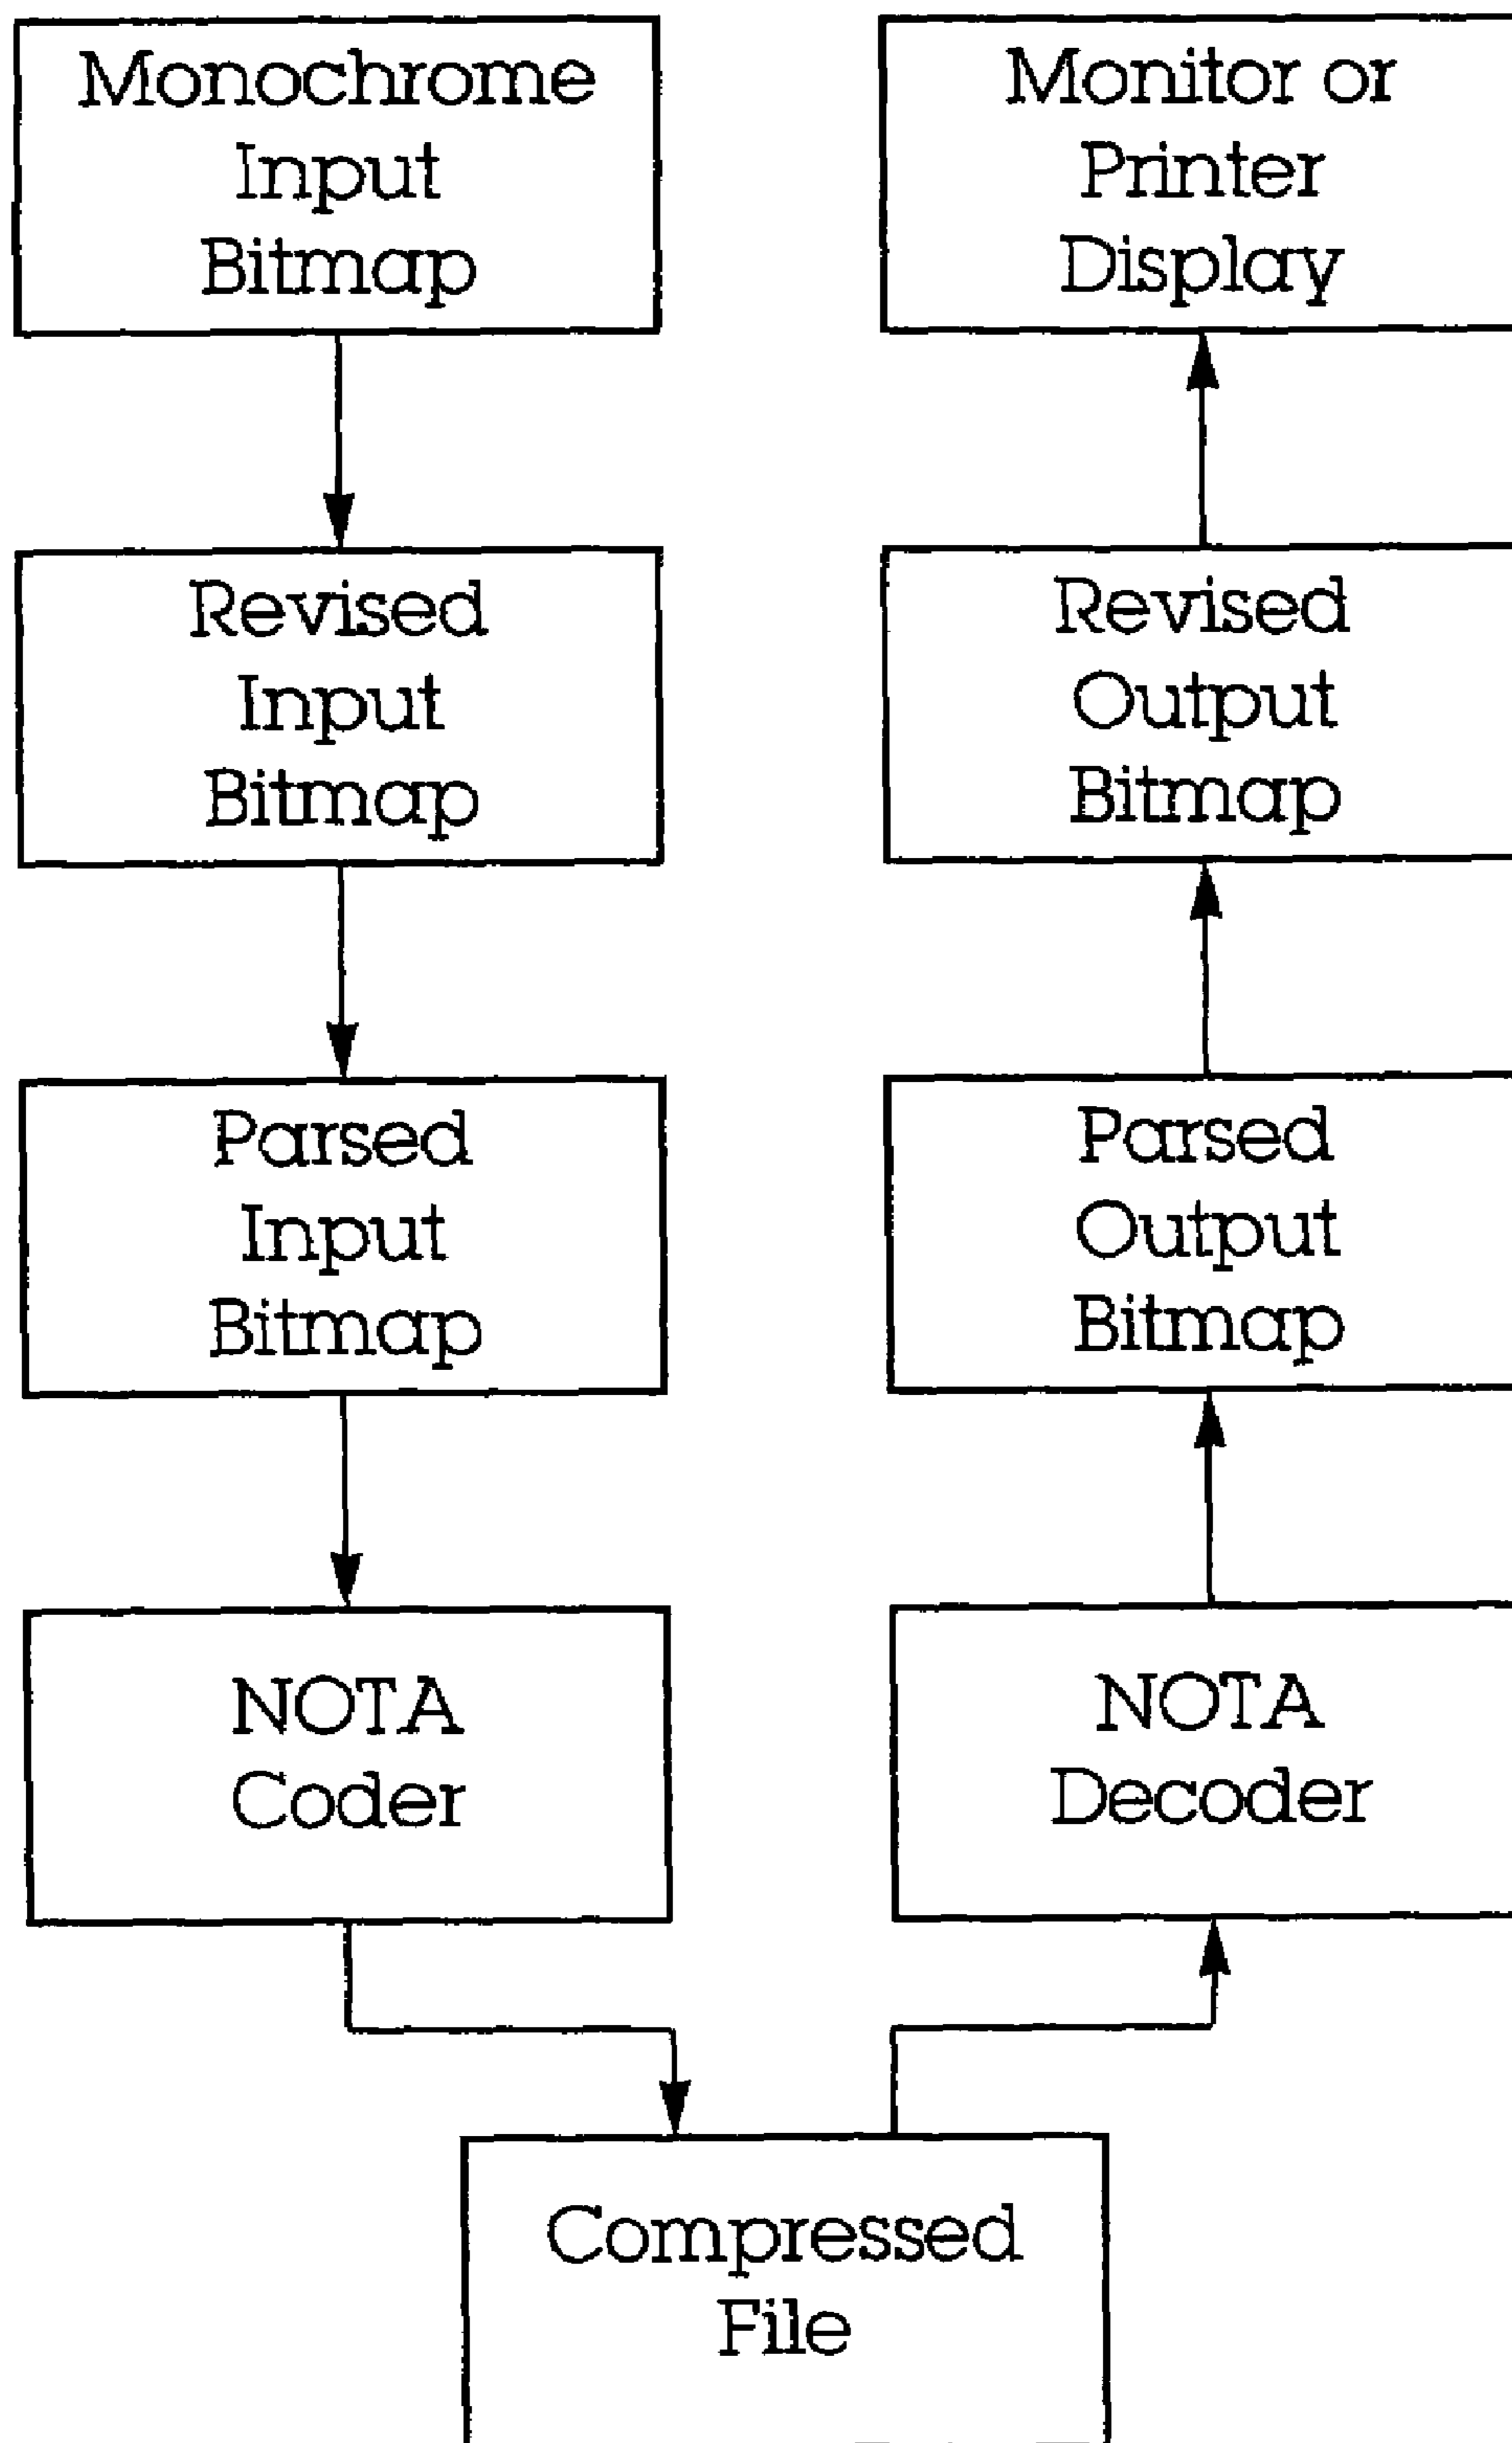 Monochrome
Input
Bitmap
Revised
Input
Bitmap
Parsed
Input
Bitmap
NOTA
Coder
Compressed
File
NOTA
Decoder
Parsed
Output
Bitmap
Revised
Output
Bitmap
Monitor or
Printer
Display